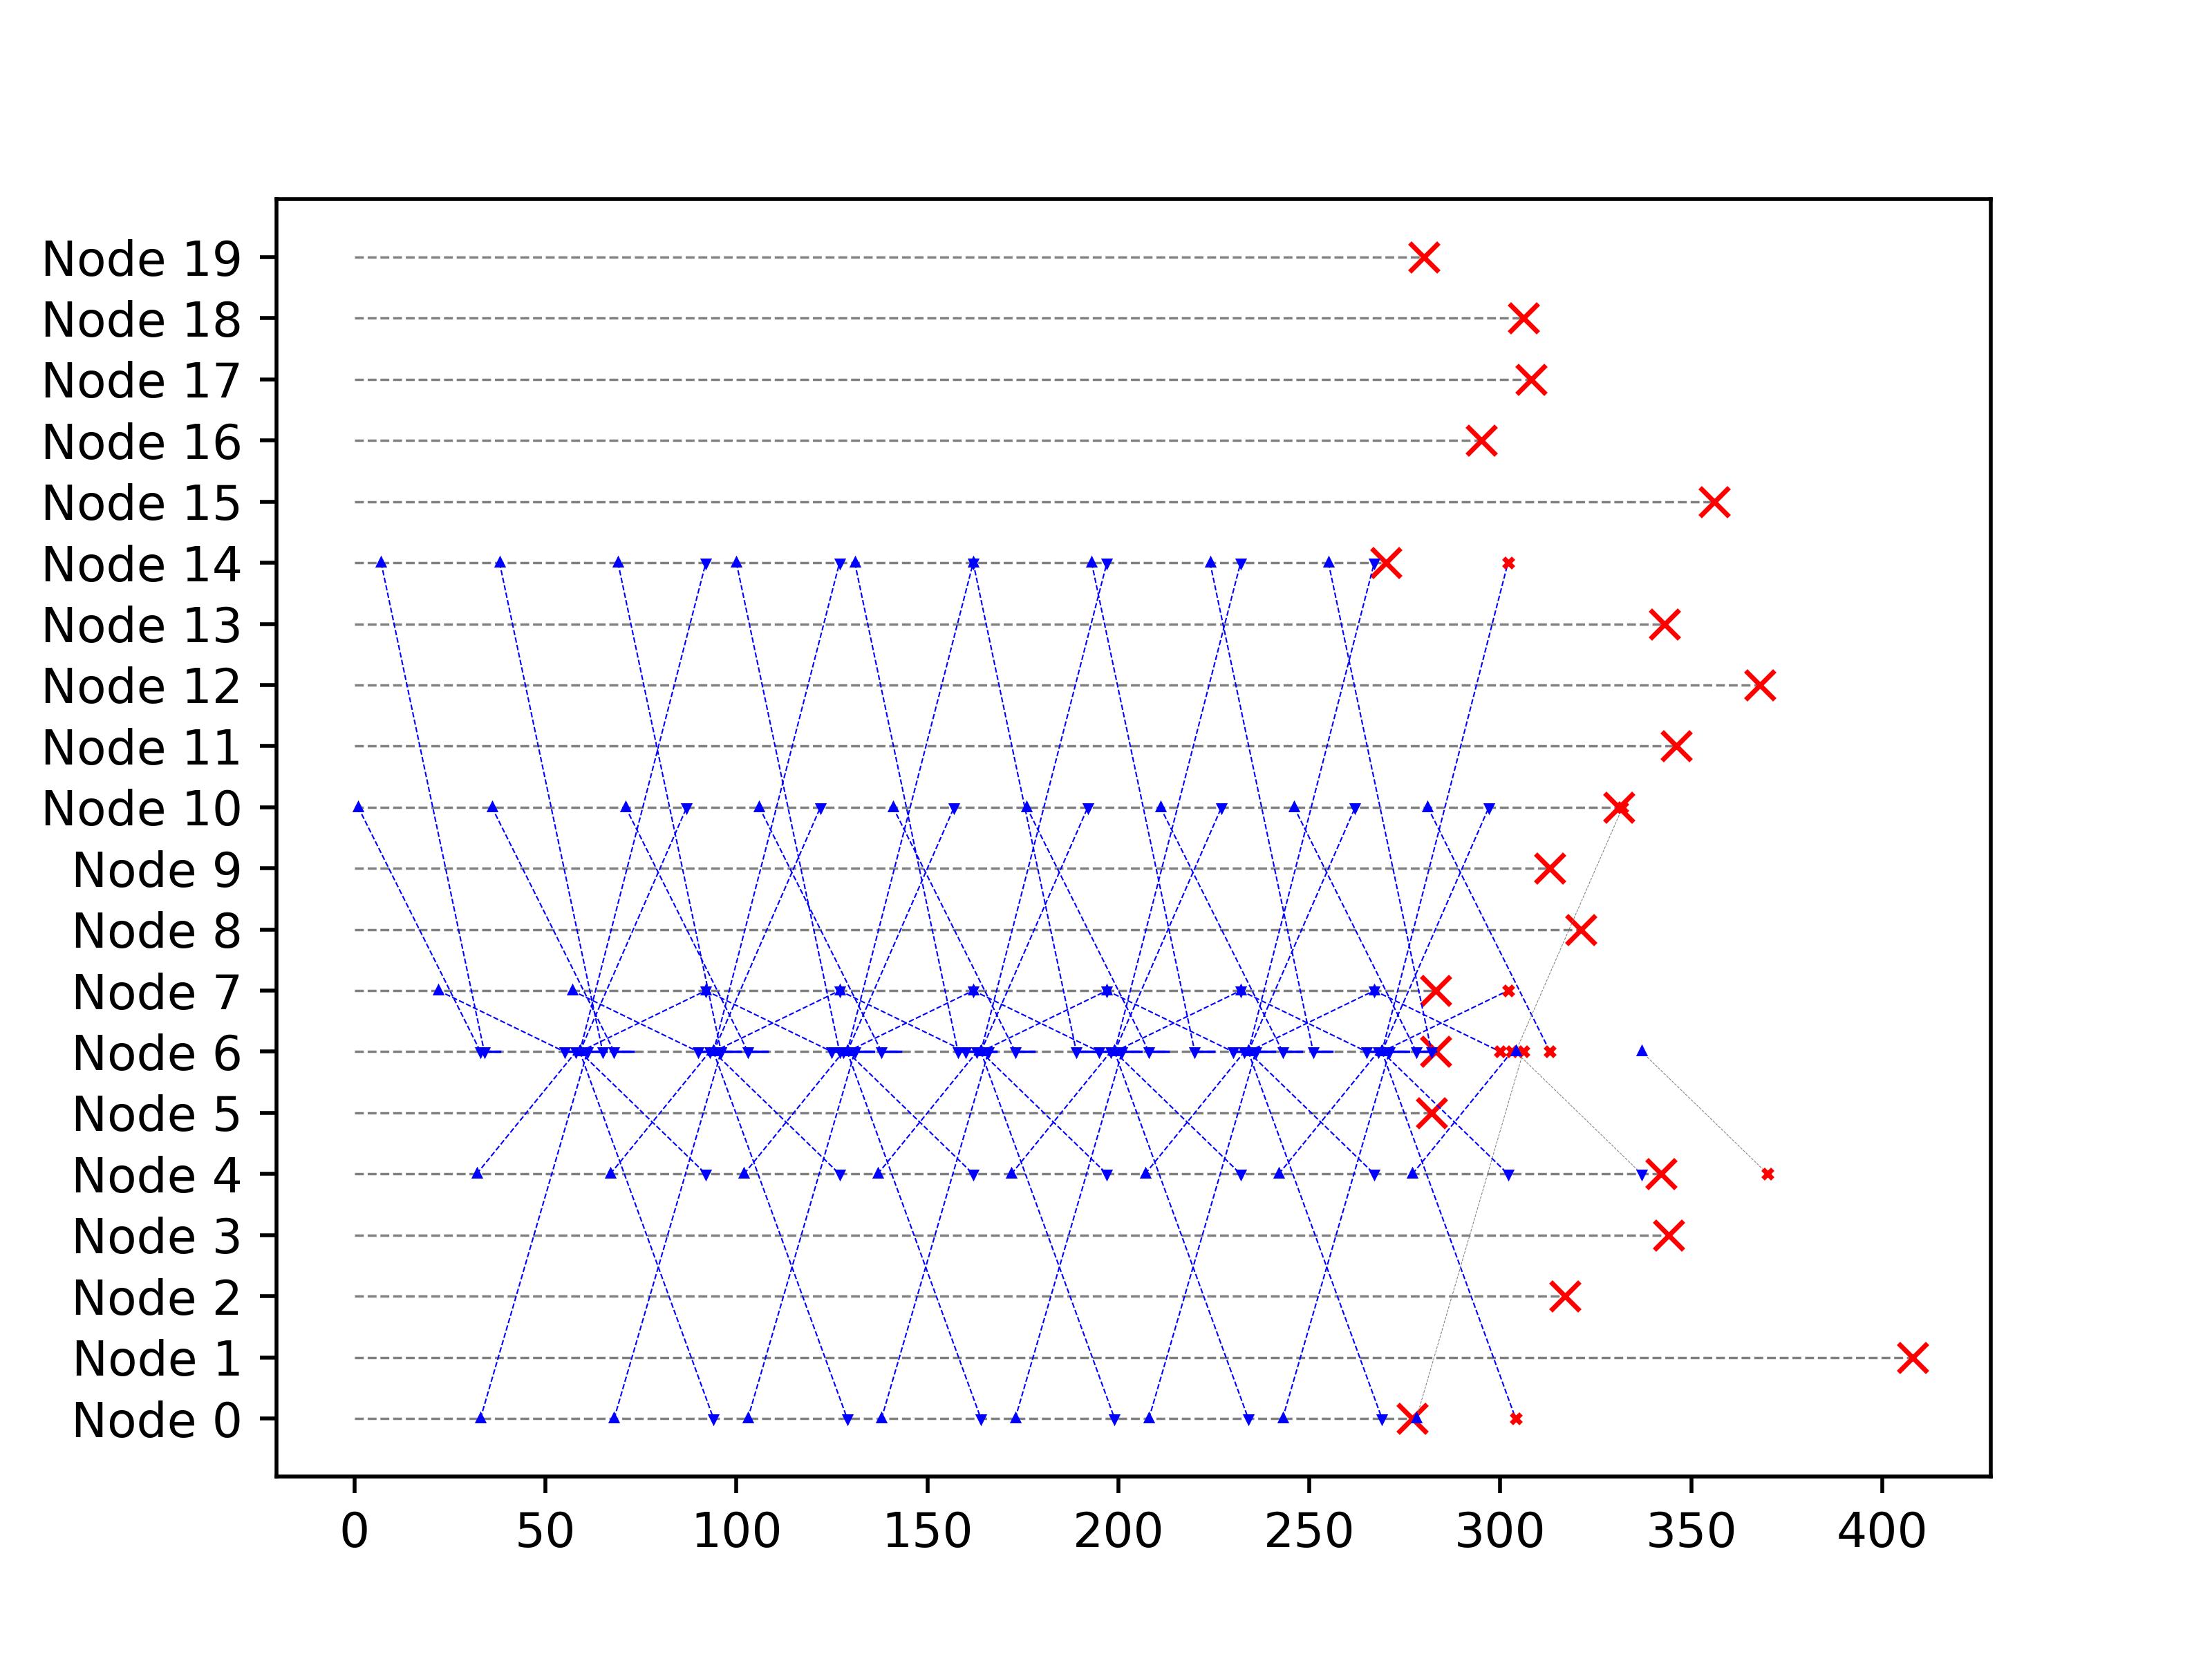 Node 19
Node 18
Node 17
Node 16
Node 15
Node 14
Node 13
Node 12
Node 11
Node 10
Node 9
Node 8
Node 7
Node 6
Node 5
Node 4
Node 3
Node 2
Node 1
Node 0
0 50 100 150 200 250 300 350 400